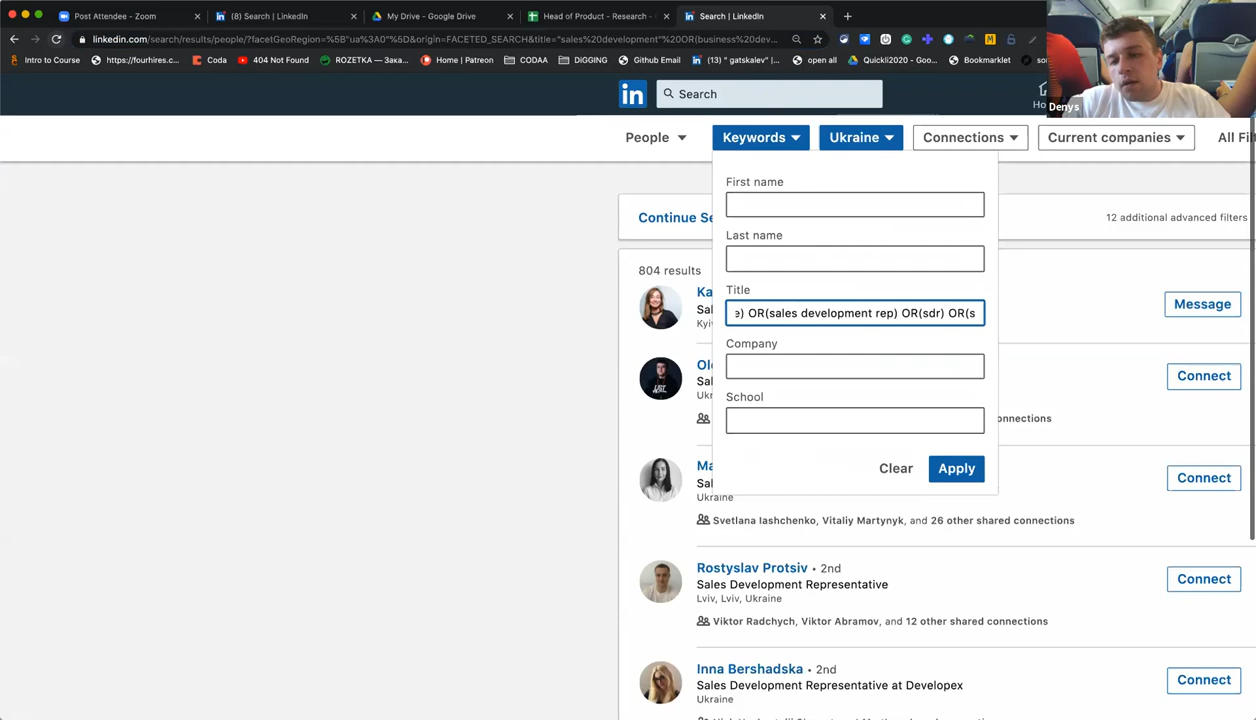 Post Attendee - Zoom
(8) Search | LinkedIn
My Drive - Google Drive
Head of Product - Research -
Search | LinkedIn
linkedin.com/search/results/people/?facetGeoRegion=%5B"ua%3A0"%5D&origin=FACETED_SEARCH&title="sales%20development"%20OR(business%20dev...
Intro to Course
https://fourhires.c...
Coda
404 Not Found
ROZETKA — Зака...
Home | Patreon
CODAA
DiGGING
Github Email
(13) " gatskalev" |...
open all
Quickli2020 - Goo...
Bookmarklet
Denys
in
Search
People
Keywords
Ukraine
Connections
Current companies
First name
Continue Se
12 additional advanced filters
Last name
804 results
Title
e) OR(sales development rep) OR(sdr) OR(s
Message
Company
Connect
School
onnections
Clear
Apply
Connect
Ukraine
Svetlana Iashchenko, Vitaliy Martynyk, and 26 other shared connections
Rostyslav Protsiv • 2nd
Sales Development Representative
Lviv, Lviv, Ukraine
Connect
Viktor Radchych, Viktor Abramov, and 12 other shared connections
Inna Bershadska • 2nd
Sales Development Representative at Developex
Ukraine
Connect